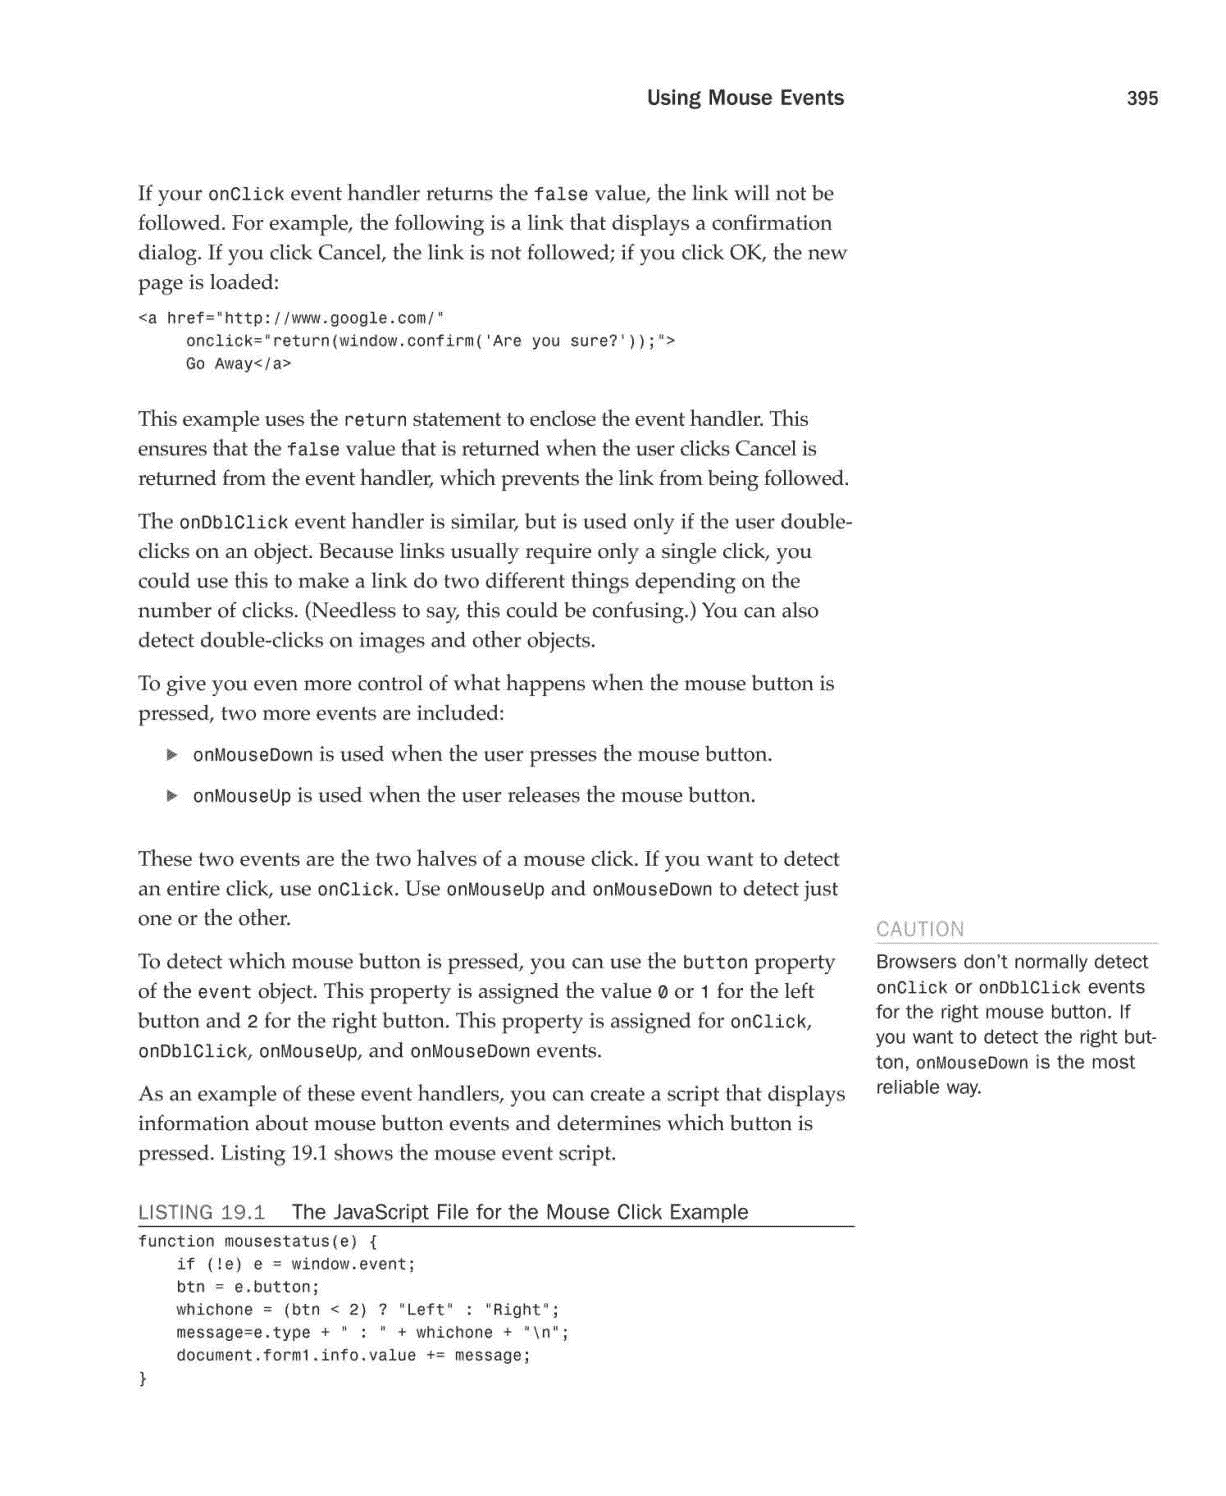 Using Mouse Events 395
If your onClick event handler returns the false value, the link will not be
followed. For example, the following is a link that displays a confirmation
dialog. If you click Cancel, the link is not followed; if you click OK, the new
page is loaded:
<a href="http://www.google.com/"
     onclick="return(window.confirm('Are you sure?'));">
     Go Away</a>
This example uses the return statement to enclose the event handler. This
ensures that the false value that is returned when the user clicks Cancel is
returned from the event handler, which prevents the link from being followed.
The onDblClick event handler is similar, but is used only if the user double-
clicks on an object. Because links usually require only a single click, you
could use this to make a link do two different things depending on the
number of clicks. (Needless to say, this could be confusing.) You can also
detect double-clicks on images and other objects.
To give you even more control of what happens when the mouse button is
pressed, two more events are included:
▶ onMouseDown is used when the user presses the mouse button.
▶ onMouseUp is used when the user releases the mouse button.
These two events are the two halves of a mouse click. If you want to detect
an entire click, use onClick. Use onMouseUp and onMouseDown to detect just
one or the other.
To detect which mouse button is pressed, you can use the button property
of the event object. This property is assigned the value 0 or 1 for the left
button and 2 for the right button. This property is assigned for onClick,
onDblClick, onMouseUp, and onMouseDown events.
As an example of these event handlers, you can create a script that displays
information about mouse button events and determines which button is
pressed. Listing 19.1 shows the mouse event script.
CAUTION
Browsers don't normally detect
onClick or onDblClick events
for the right mouse button. If
you want to detect the right but-
ton, onMouseDown is the most
reliable way.
LISTING 19.1 The JavaScript File for the Mouse Click Example
function mousestatus(e) {
    if (!e) e = window.event;
    btn = e.button;
    whichone = (btn < 2) ? "Left" : "Right";
    message=e.type + " : " + whichone + "\n";
    document.form1.info.value += message;
}